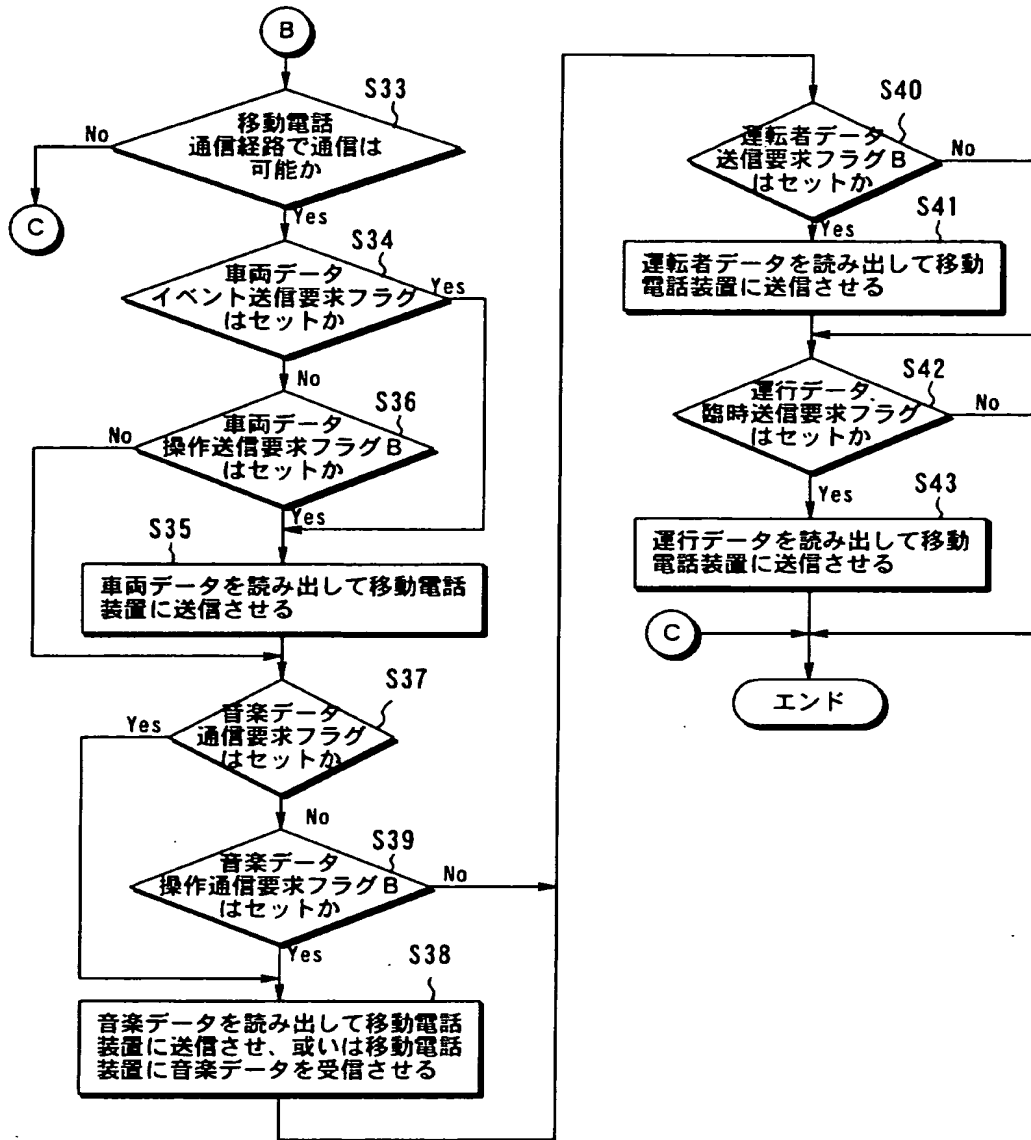 B
S33
移動電話
通信経路で通信は
可能か
No
C
Yes
S34
車両データ
イベント送信要求フラグ
はセットか
Yes
No
S36
車両データ
操作送信要求フラグB
はセットか
No
Yes
S35
車両データを読み出して移動電話
装置に送信させる
S37
音楽データ
通信要求フラグ
はセットか
Yes
No
S39
音楽データ
操作通信要求フラグB
はセットか
No
Yes
S38
音楽データを読み出して移動電話
装置に送信させ、或いは移動電話
装置に音楽データを受信させる
S40
運転者データ
送信要求フラグB
はセットか
No
Yes
S41
運転者データを読み出して移動
電話装置に送信させる
S42
運行データ
臨時送信要求フラグ
はセットか
No
Yes
S43
運行データを読み出して移動
電話装置に送信させる
C
エンド